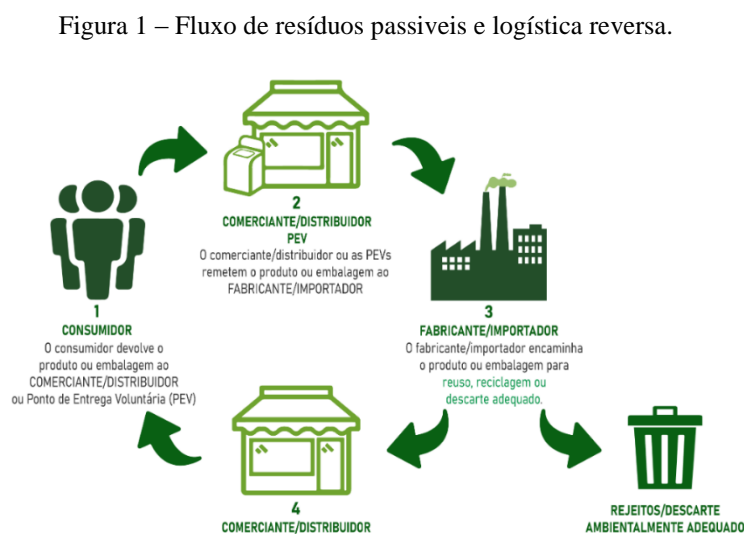 Figura 1 – Fluxo de resíduos passiveis e logística reversa.
2
COMERCIANTE/DISTRIBUIDOR
PEV
O comerciante/distribuidor ou as PEVs
remetem o produto ou embalagem ao
FABRICANTE/IMPORTADOR
1
CONSUMIDOR
O consumidor devolve o
produto ou embalagem ao
COMERCIANTE/DISTRIBUIDOR
ou Ponto de Entrega Voluntária (PEV)
3
FABRICANTE/IMPORTADOR
O fabricante/importador encaminha
o produto ou embalagem para
reuso, reciclagem ou
descarte adequado.
4
COMERCIANTE/DISTRIBUIDOR
REJEITOS/DESCARTE
AMBIENTALMENTE ADEQUADO